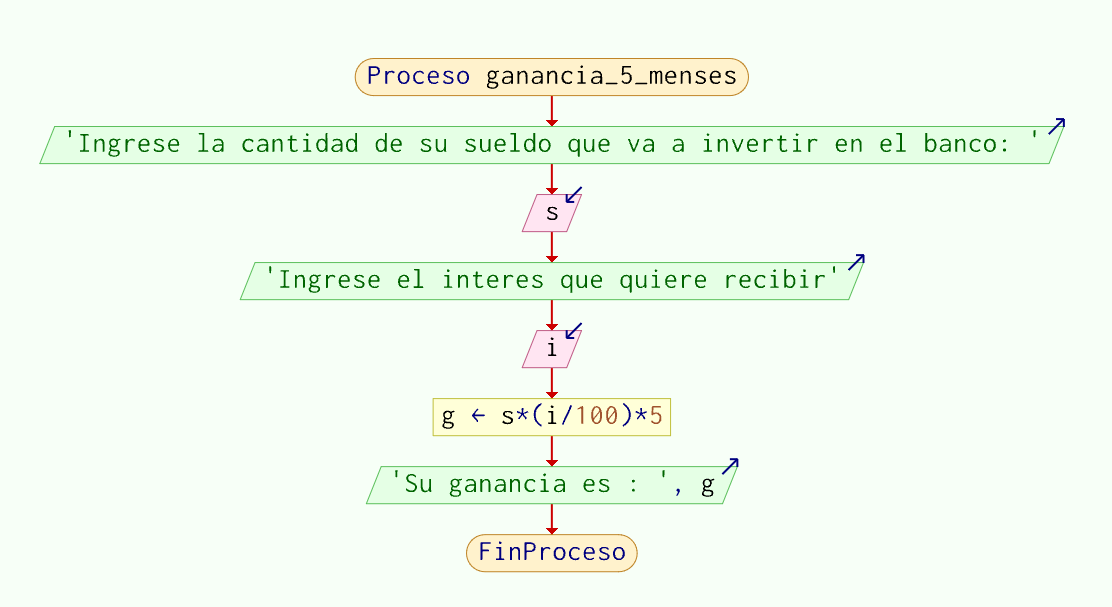 Proceso ganancia_5_menses
'Ingrese la cantidad de su sueldo que va a invertir en el banco: '
s
'Ingrese el interes que quiere recibir'
i
g ← s*(i/100)*5
'Su ganancia es : ', g
FinProceso